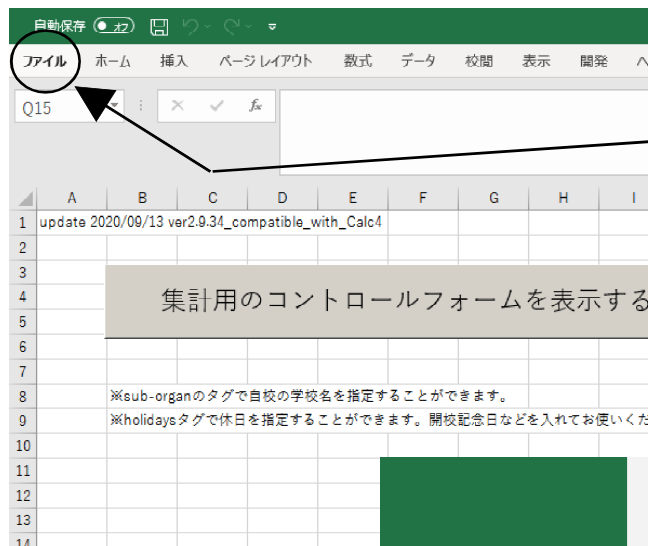 自動保存 オフ
ファイル ホーム 挿入 ページ レイアウト 数式 データ 校閲 表示 開発 ヘ
Q15 fx
A B C D E F G H I
1 update 2020/09/13 ver2.9.34_compatible_with_Calc4
2
3
4 集計用のコントロールフォームを表示する
5
6
7
8 ※sub-organのタグで自校の学校名を指定することができます。
9 ※holidaysタグで休日を指定することができます。開校記念日などを入れてお使いくだ
10
11
12
13
14